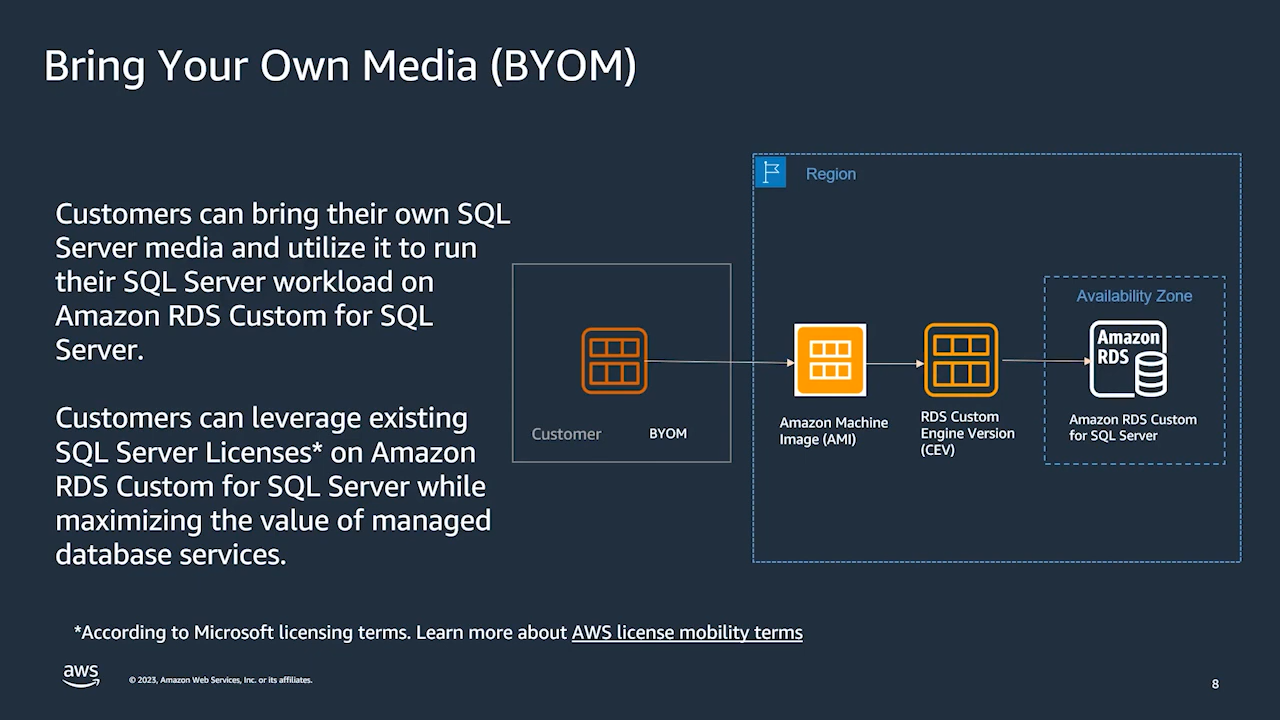 Bring Your Own Media (BYOM)
Customers can bring their own SQL
Server media and utilize it to run
their SQL Server workload on
Amazon RDS Custom for SQL
Server.
Customers can leverage existing
SQL Server Licenses* on Amazon
RDS Custom for SQL Server while
maximizing the value of managed
database services.
Customer
BYOM
Region
Amazon Machine
Image (AMI)
RDS Custom
Engine Version
(CEV)
Availability Zone
Amazon
RDS
Amazon RDS Custom
for SQL Server
*According to Microsoft licensing terms. Learn more about AWS license mobility terms
aws
© 2023, Amazon Web Services, Inc. or its affiliates.
8